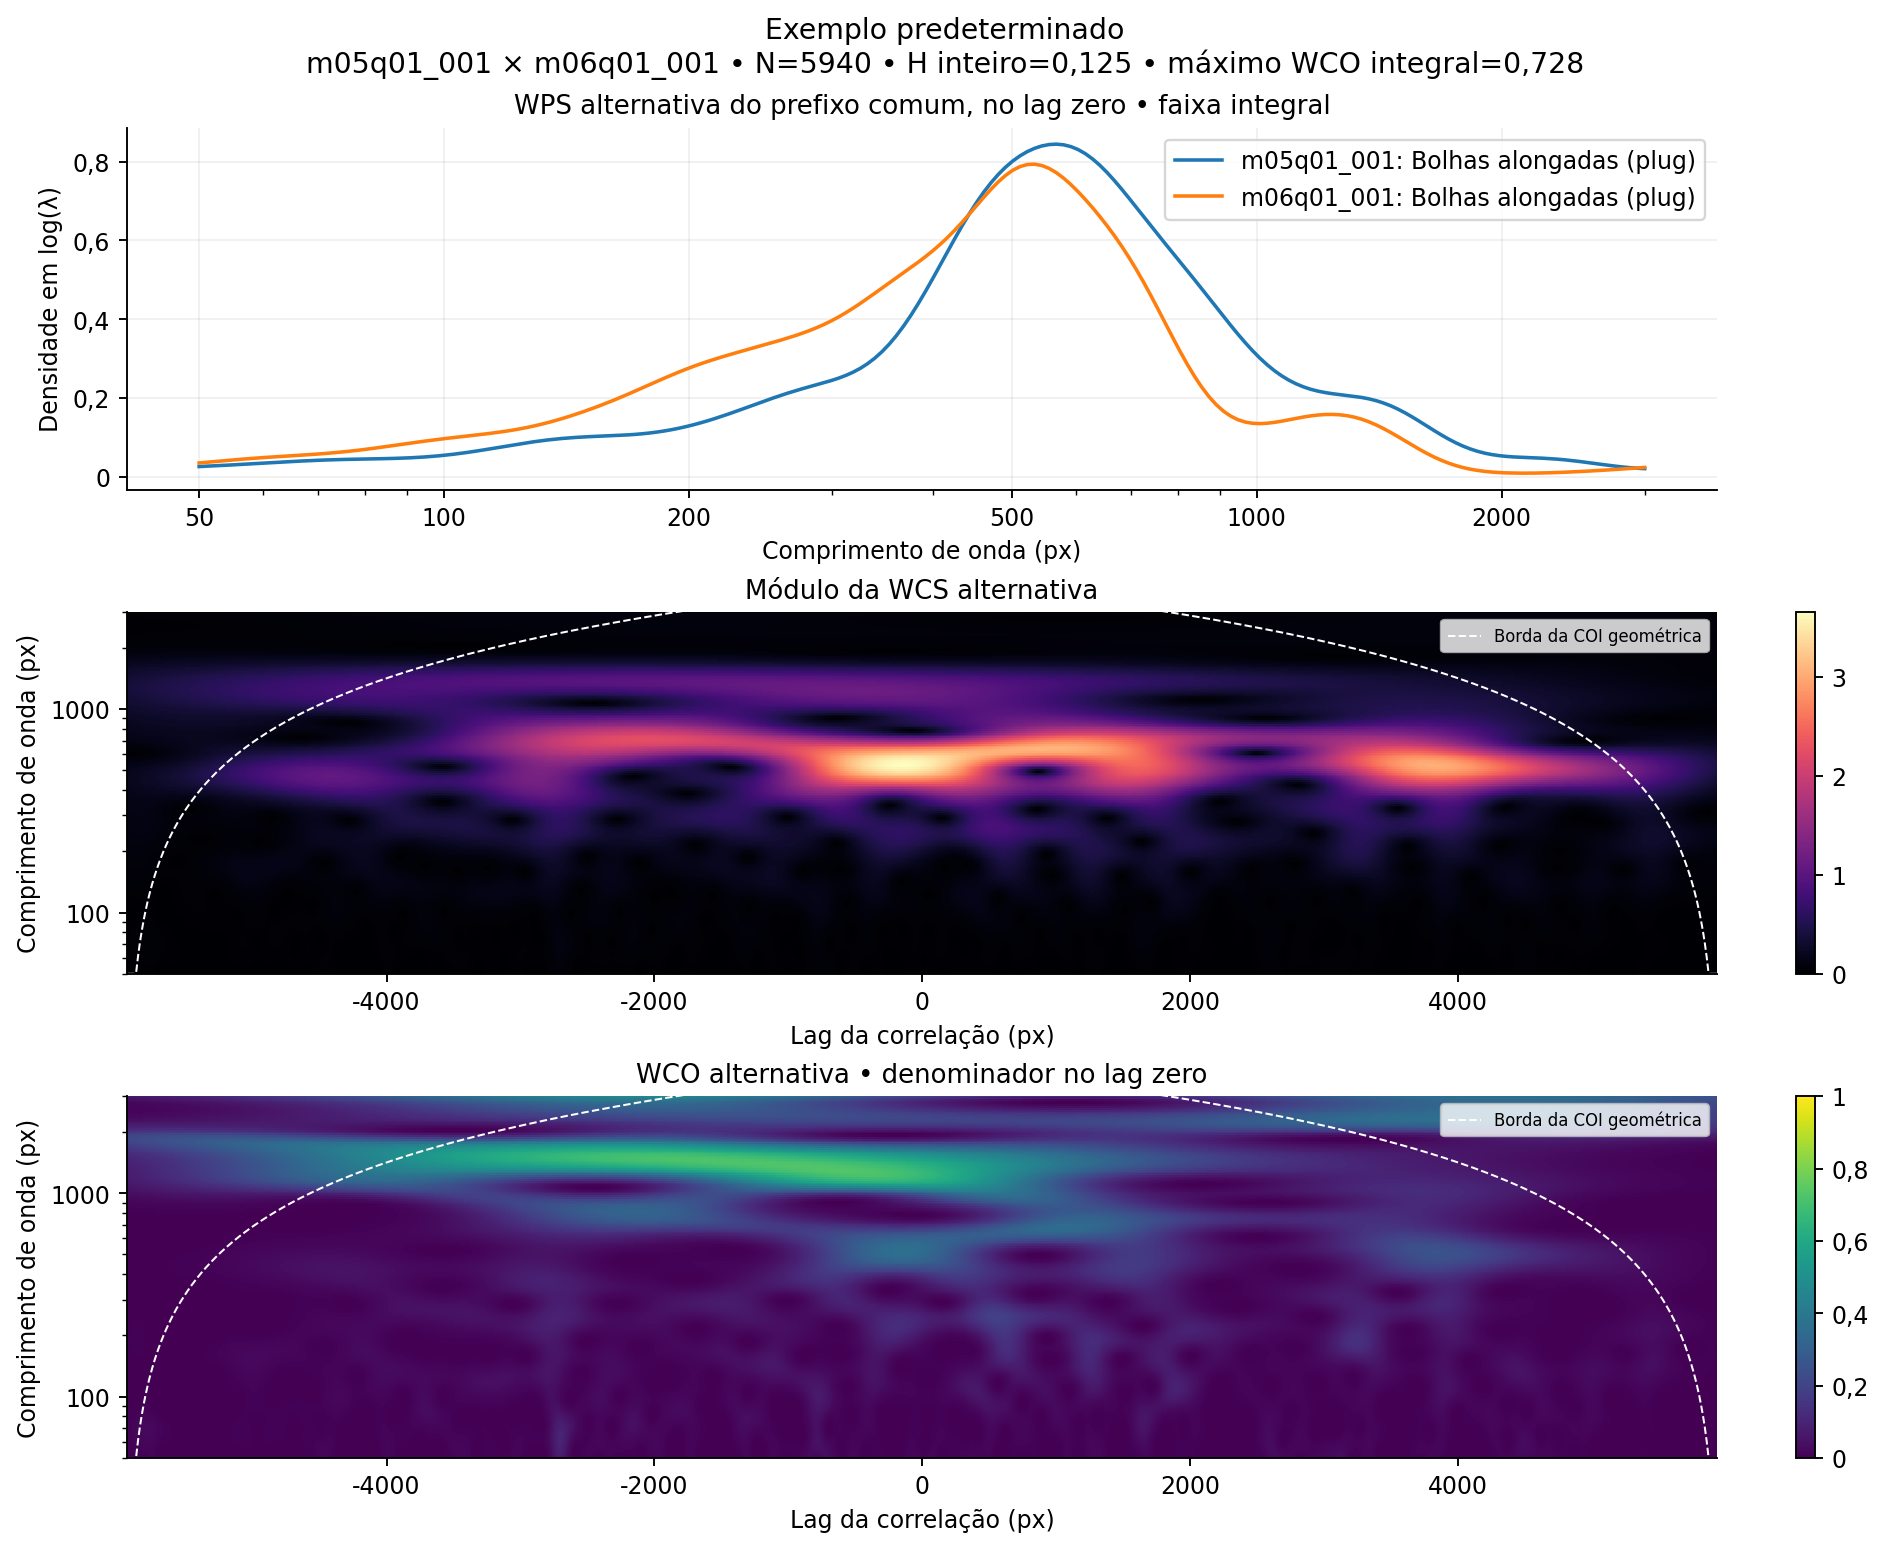 Exemplo predeterminado
m05q01_001 × m06q01_001 • N=5940 • H inteiro=0,125 • máximo WCO integral=0,728
WPS alternativa do prefixo comum, no lag zero • faixa integral
Densidade em log(λ)
0,8
0,6
0,4
0,2
0
m05q01_001: Bolhas alongadas (plug)
m06q01_001: Bolhas alongadas (plug)
50 100 200 500 1000 2000
Comprimento de onda (px)
Módulo da WCS alternativa
Comprimento de onda (px)
1000
100
Borda da COI geométrica
3
2
1
0
-4000 -2000 0 2000 4000
Lag da correlação (px)
WCO alternativa • denominador no lag zero
Comprimento de onda (px)
1000
100
Borda da COI geométrica
1
0,8
0,6
0,4
0,2
0
-4000 -2000 0 2000 4000
Lag da correlação (px)